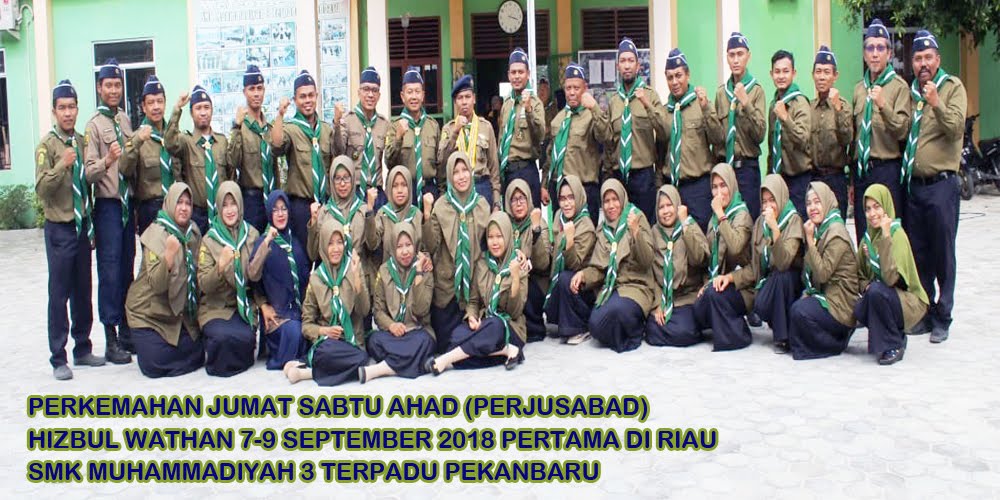 PERKEMAHAN JUMAT SABTU AHAD (PERJUSABAD)
HIZBUL WATHAN 7-9 SEPTEMBER 2018 PERTAMA DI RIAU
SMK MUHAMMADIYAH 3 TERPADU PEKANBARU